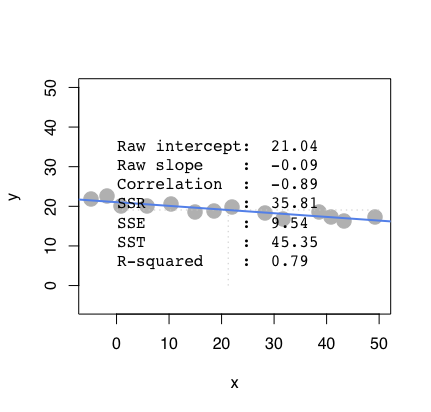 50
40
30
20
10
0
y
Raw intercept: 21.04
Raw slope : -0.09
Correlation : -0.89
SSR : 35.81
SSE : 9.54
SST : 45.35
R-squared : 0.79
0 10 20 30 40 50
x